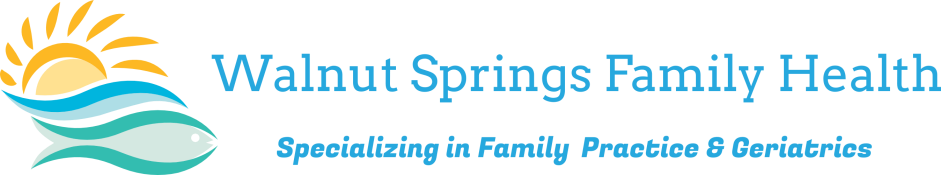 Walnut Springs Family Health
Specializing in Family Practice & Geriatrics